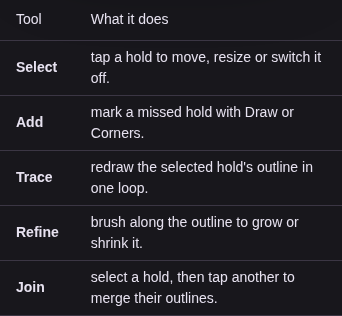 Tool What it does
Select tap a hold to move, resize or switch it
off.
Add mark a missed hold with Draw or
Corners.
Trace redraw the selected hold's outline in
one loop.
Refine brush along the outline to grow or
shrink it.
Join select a hold, then tap another to
merge their outlines.